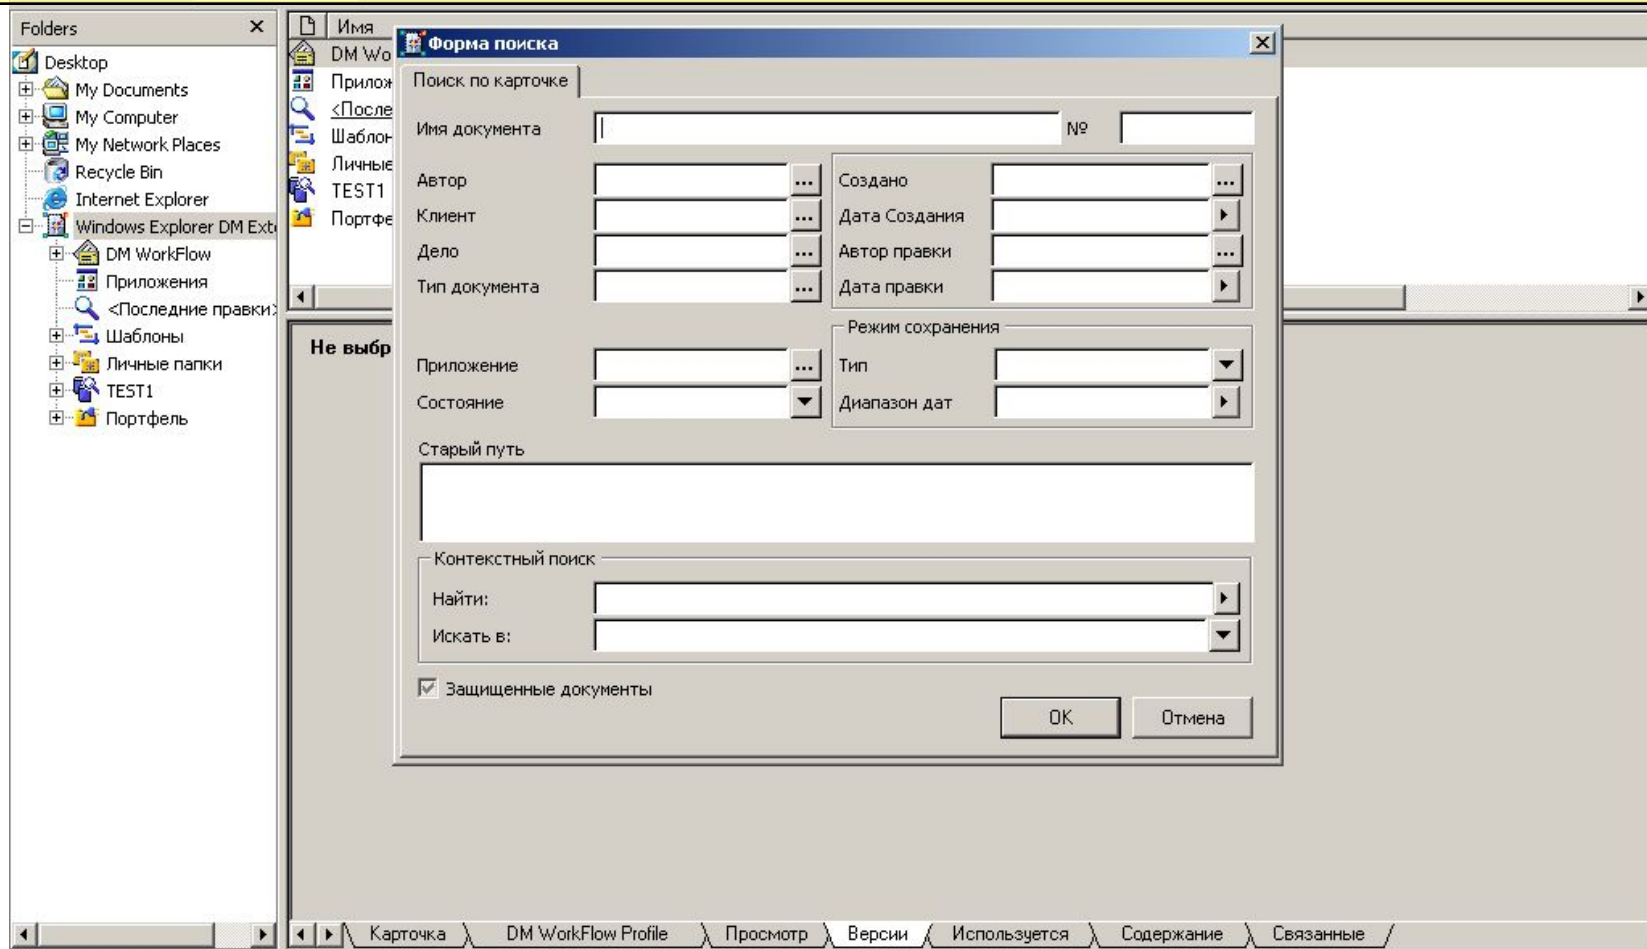 Folders
Desktop
My Documents
My Computer
My Network Places
Recycle Bin
Internet Explorer
Windows Explorer DM Exte
DM WorkFlow
Приложения
<Последние правки>
Шаблоны
Личные папки
TEST1
Портфель
Имя
DM Wo
Прилож
<После
Шаблон
Личные
TEST1
Портфе
Не выбр
Форма поиска
Поиск по карточке
Имя документа №
Автор Создано
Клиент Дата Создания
Дело Автор правки
Тип документа Дата правки
Режим сохранения
Приложение Тип
Состояние Диапазон дат
Старый путь
Контекстный поиск
Найти:
Искать в:
Защищенные документы
OK Отмена
Карточка DM WorkFlow Profile Просмотр Версии Используется Содержание Связанные